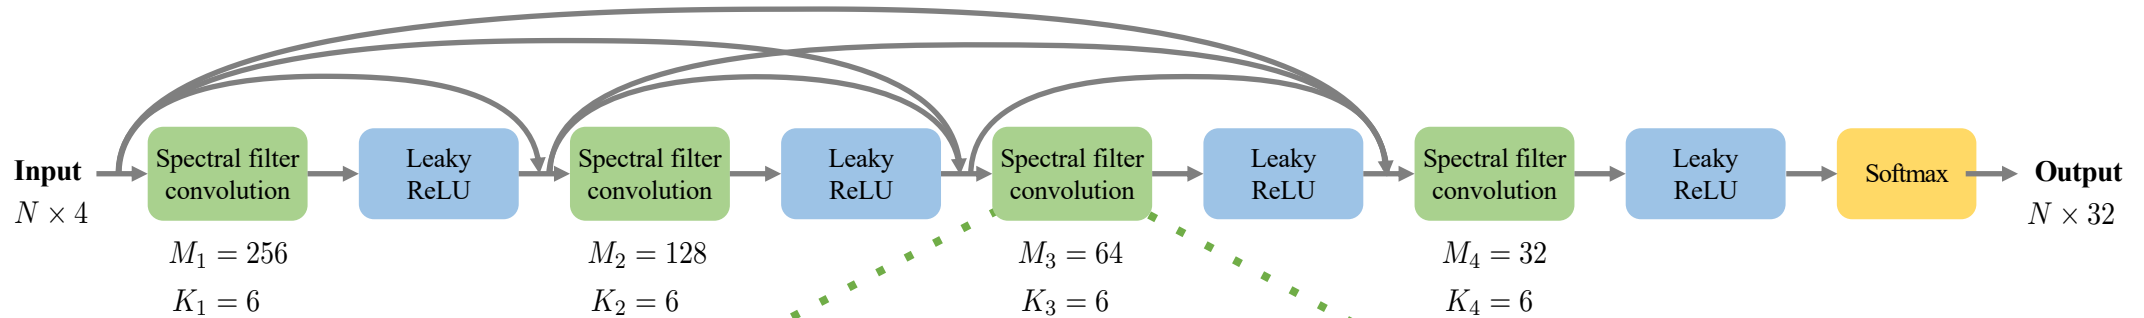 Input
N × 4
Spectral filter
convolution
M₁ = 256
K₁ = 6
Leaky
ReLU
Spectral filter
convolution
M₂ = 128
K₂ = 6
Leaky
ReLU
Spectral filter
convolution
M₃ = 64
K₃ = 6
Leaky
ReLU
Spectral filter
convolution
M₄ = 32
K₄ = 6
Leaky
ReLU
Softmax
Output
N × 32